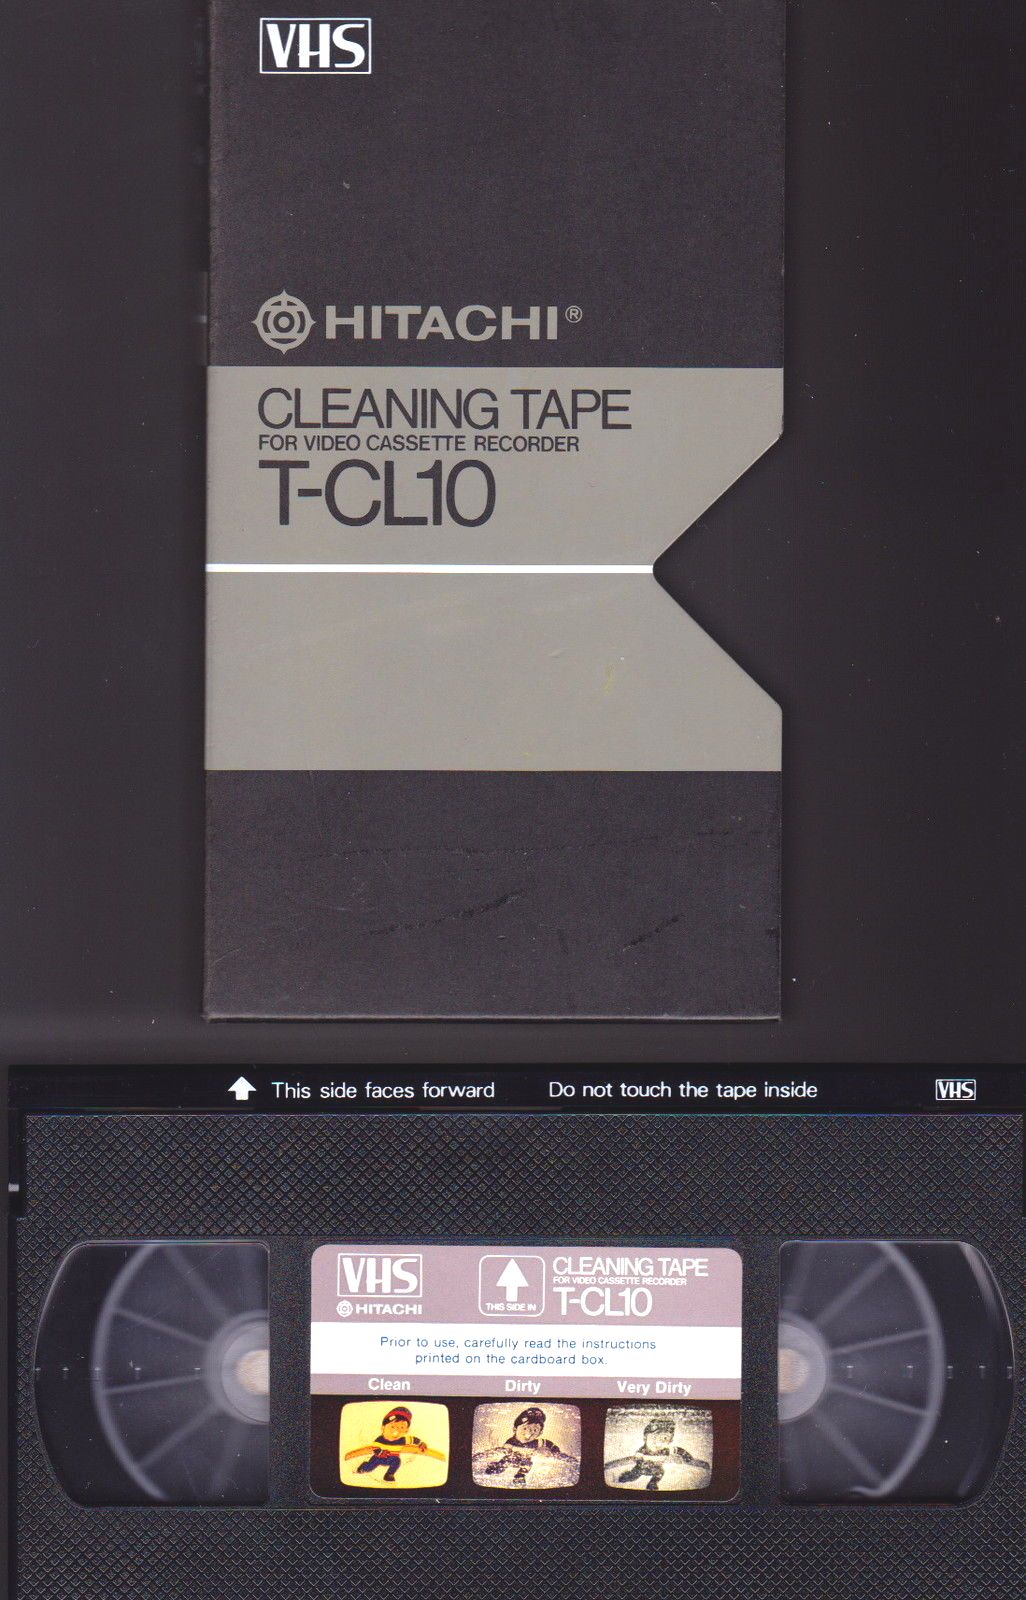 VHS
HITACHI®
CLEANING TAPE
FOR VIDEO CASSETTE RECORDER
T-CL10
This side faces forward Do not touch the tape inside VHS
VHS
HITACHI
THIS SIDE IN
CLEANING TAPE
FOR VIDEO CASSETTE RECORDER
T-CL10
Prior to use, carefully read the instructions
printed on the cardboard box.
Clean Dirty Very Dirty